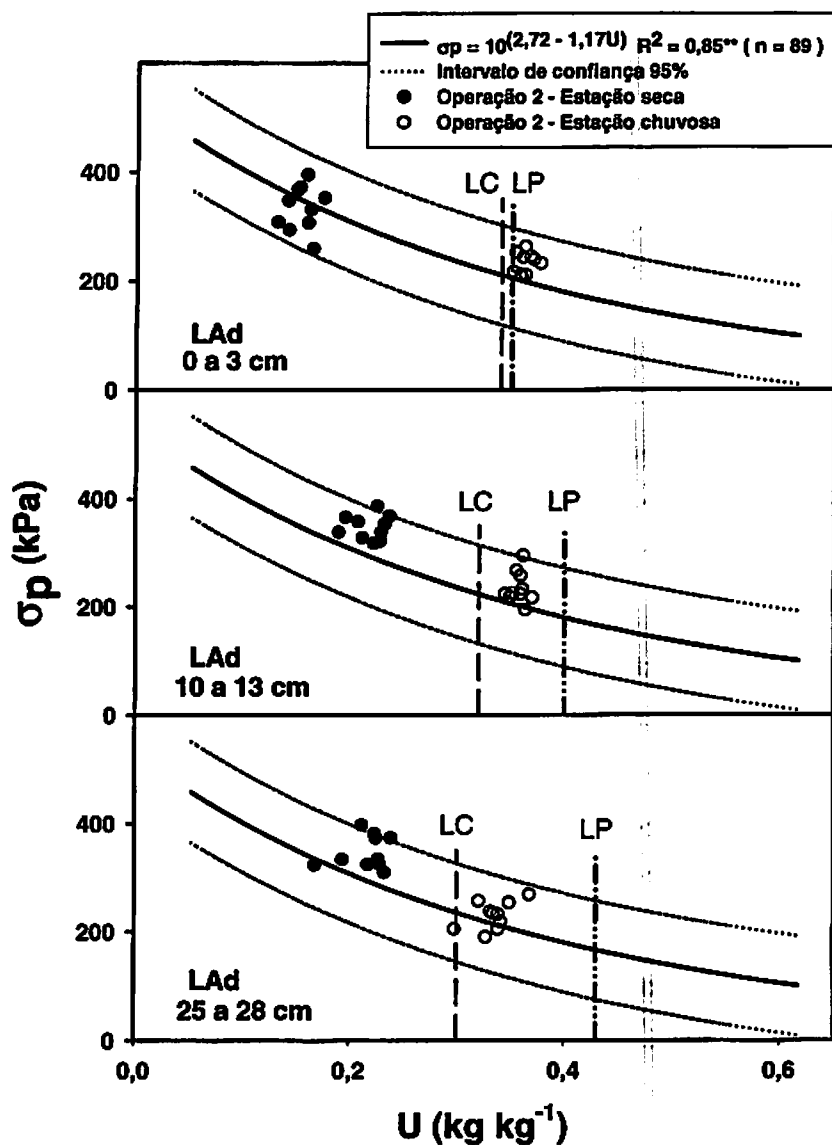 σp = 10^(2,72 - 1,17U) R² = 0,85** ( n = 89 )
Intervalo de confiança 95%
Operação 2 - Estação seca
Operação 2 - Estação chuvosa
LC LP
400
200
0
LAd
0 a 3 cm
LC LP
400
200
0
LAd
10 a 13 cm
LC LP
400
200
0
LAd
25 a 28 cm
σp (kPa)
0,0 0,2 0,4 0,6
U (kg kg⁻¹)